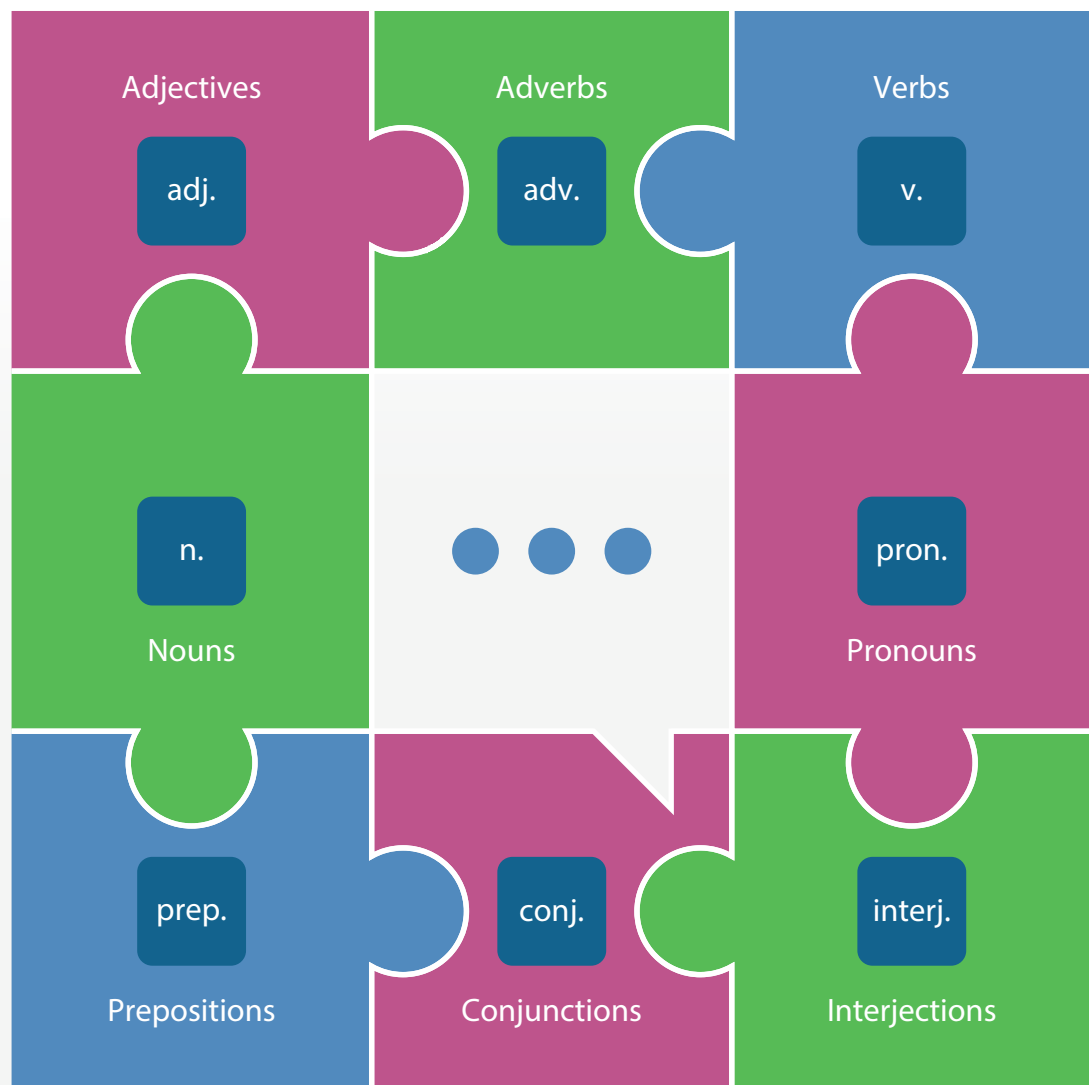 Adjectives
adj.
Adverbs
adv.
Verbs
v.
n.
Nouns
pron.
Pronouns
prep.
Prepositions
conj.
Conjunctions
interj.
Interjections